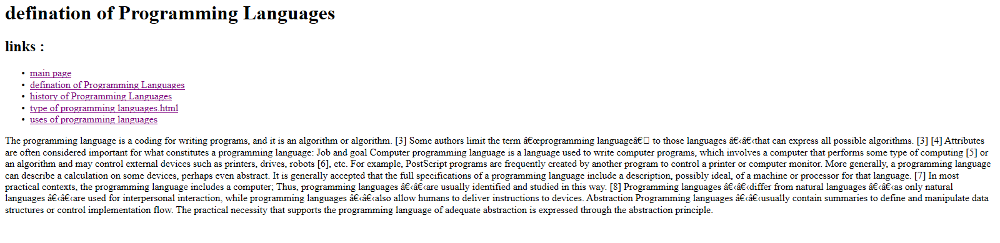 defination of Programming Languages
links :
• main page
• defination of Programming Languages
• history of Programming Languages
• type of programming languages.html
• uses of programming languages
The programming language is a coding for writing programs, and it is an algorithm or algorithm. [3] Some authors limit the term â€œprogramming languageâ€□ to those languages â€‹â€‹that can express all possible algorithms. [3] [4] Attributes
are often considered important for what constitutes a programming language: Job and goal Computer programming language is a language used to write computer programs, which involves a computer that performs some type of computing [5] or
an algorithm and may control external devices such as printers, drives, robots [6], etc. For example, PostScript programs are frequently created by another program to control a printer or computer monitor. More generally, a programming language
can describe a calculation on some devices, perhaps even abstract. It is generally accepted that the full specifications of a programming language include a description, possibly ideal, of a machine or processor for that language. [7] In most
practical contexts, the programming language includes a computer; Thus, programming languages â€‹â€‹are usually identified and studied in this way. [8] Programming languages â€‹â€‹differ from natural languages â€‹â€‹as only natural
languages â€‹â€‹are used for interpersonal interaction, while programming languages â€‹â€‹also allow humans to deliver instructions to devices. Abstraction Programming languages â€‹â€‹usually contain summaries to define and manipulate data
structures or control implementation flow. The practical necessity that supports the programming language of adequate abstraction is expressed through the abstraction principle.